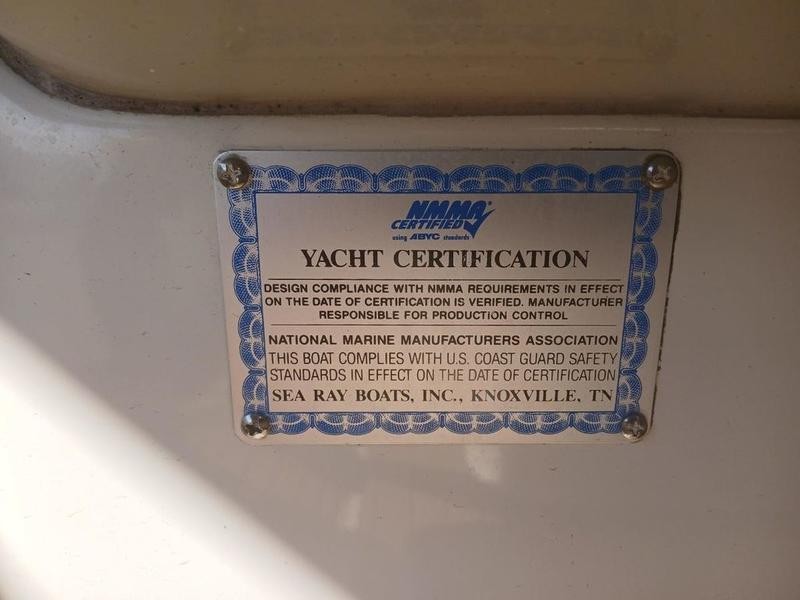 NMMA®
CERTIFIED
using ABYC standards
YACHT CERTIFICATION
DESIGN COMPLIANCE WITH NMMA REQUIREMENTS IN EFFECT
ON THE DATE OF CERTIFICATION IS VERIFIED. MANUFACTURER
RESPONSIBLE FOR PRODUCTION CONTROL
NATIONAL MARINE MANUFACTURERS ASSOCIATION
THIS BOAT COMPLIES WITH U.S. COAST GUARD SAFETY
STANDARDS IN EFFECT ON THE DATE OF CERTIFICATION
SEA RAY BOATS, INC., KNOXVILLE, TN